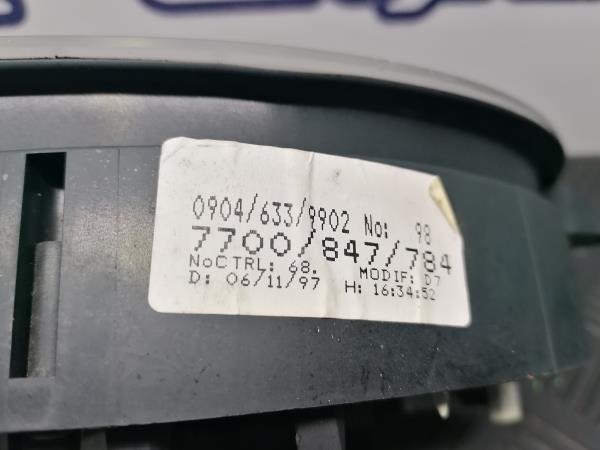 0904/633/9902 No: 98
7700/847/784
NoCTRL: 68. MODIF: D7
D: 06/11/97 H: 16:34:52